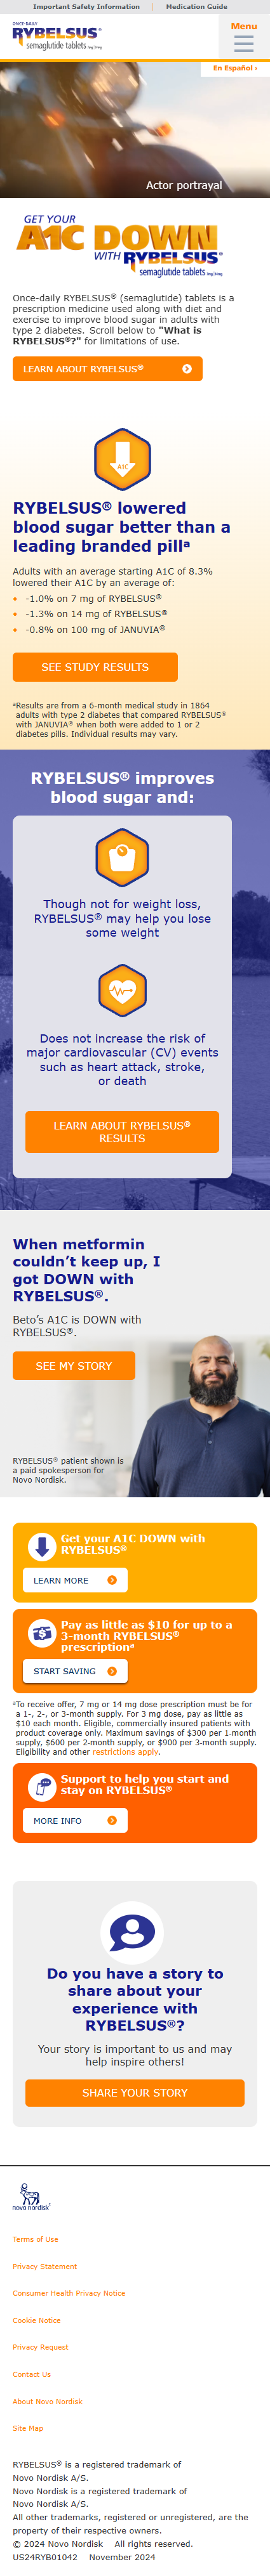 Important Safety Information | Medication Guide
ONCE-DAILY
RYBELSUS®
semaglutide tablets
Menu
En Español ›
Actor portrayal
GET YOUR
A1C DOWN
WITH RYBELSUS®
semaglutide tablets
Once-daily RYBELSUS® (semaglutide) tablets is a
prescription medicine used along with diet and
exercise to improve blood sugar in adults with
type 2 diabetes. Scroll below to "What is
RYBELSUS®?" for limitations of use.
LEARN ABOUT RYBELSUS®
A1C
RYBELSUS® lowered
blood sugar better than a
leading branded pillª
Adults with an average starting A1C of 8.3%
lowered their A1C by an average of:
• -1.0% on 7 mg of RYBELSUS®
• -1.3% on 14 mg of RYBELSUS®
• -0.8% on 100 mg of JANUVIA®
SEE STUDY RESULTS
ªResults are from a 6-month medical study in 1864
adults with type 2 diabetes that compared RYBELSUS®
with JANUVIA® when both were added to 1 or 2
diabetes pills. Individual results may vary.
RYBELSUS® improves
blood sugar and:
Though not for weight loss,
RYBELSUS® may help you lose
some weight
Does not increase the risk of
major cardiovascular (CV) events
such as heart attack, stroke,
or death
LEARN ABOUT RYBELSUS®
RESULTS
When metformin
couldn’t keep up, I
got DOWN with
RYBELSUS®.
Beto’s A1C is DOWN with
RYBELSUS®.
SEE MY STORY
RYBELSUS® patient shown is
a paid spokesperson for
Novo Nordisk.
Get your A1C DOWN with
RYBELSUS®
LEARN MORE
Pay as little as $10 for up to a
3-month RYBELSUS®
prescriptionª
START SAVING
ªTo receive offer, 7 mg or 14 mg dose prescription must be for
a 1-, 2-, or 3-month supply. For 3 mg dose, pay as little as
$10 each month. Eligible, commercially insured patients with
product coverage only. Maximum savings of $300 per 1-month
supply, $600 per 2-month supply, or $900 per 3-month supply.
Eligibility and other restrictions apply.
Support to help you start and
stay on RYBELSUS®
MORE INFO
Do you have a story to
share about your
experience with
RYBELSUS®?
Your story is important to us and may
help inspire others!
SHARE YOUR STORY
novo nordisk®
Terms of Use
Privacy Statement
Consumer Health Privacy Notice
Cookie Notice
Privacy Request
Contact Us
About Novo Nordisk
Site Map
RYBELSUS® is a registered trademark of
Novo Nordisk A/S.
Novo Nordisk is a registered trademark of
Novo Nordisk A/S.
All other trademarks, registered or unregistered, are the
property of their respective owners.
© 2024 Novo Nordisk All rights reserved.
US24RYB01042 November 2024